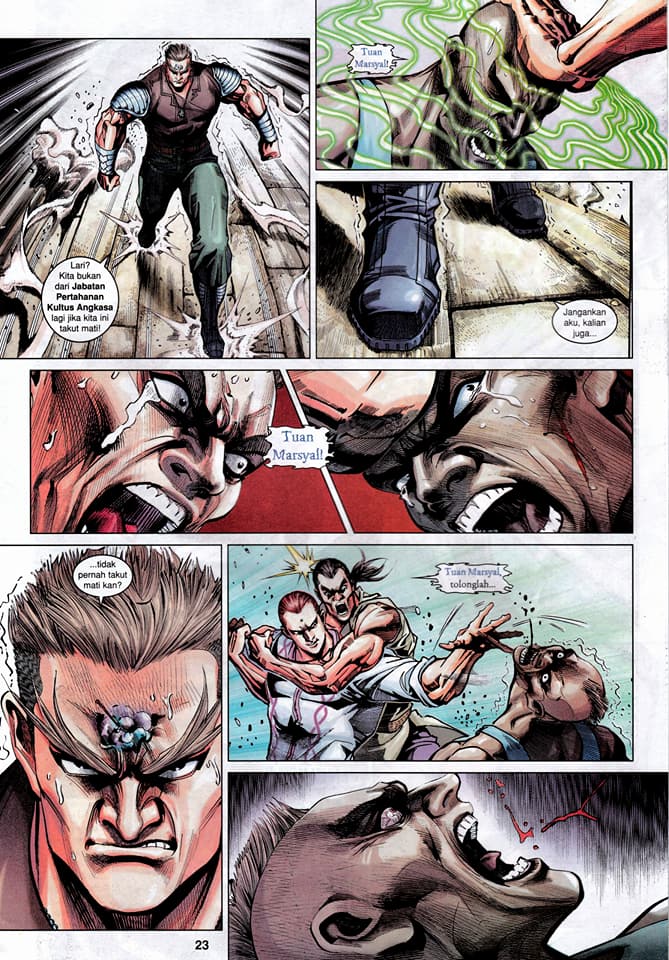 Lari?
Kita bukan
dari Jabatan
Pertahanan
Kultus Angkasa
lagi jika kita ini
takut mati!
Tuan
Marsyal!
Jangankan
aku, kalian
juga...
Tuan
Marsyal!
...tidak
pernah takut
mati kan?
Tuan Marsyal,
tolonglah...
23